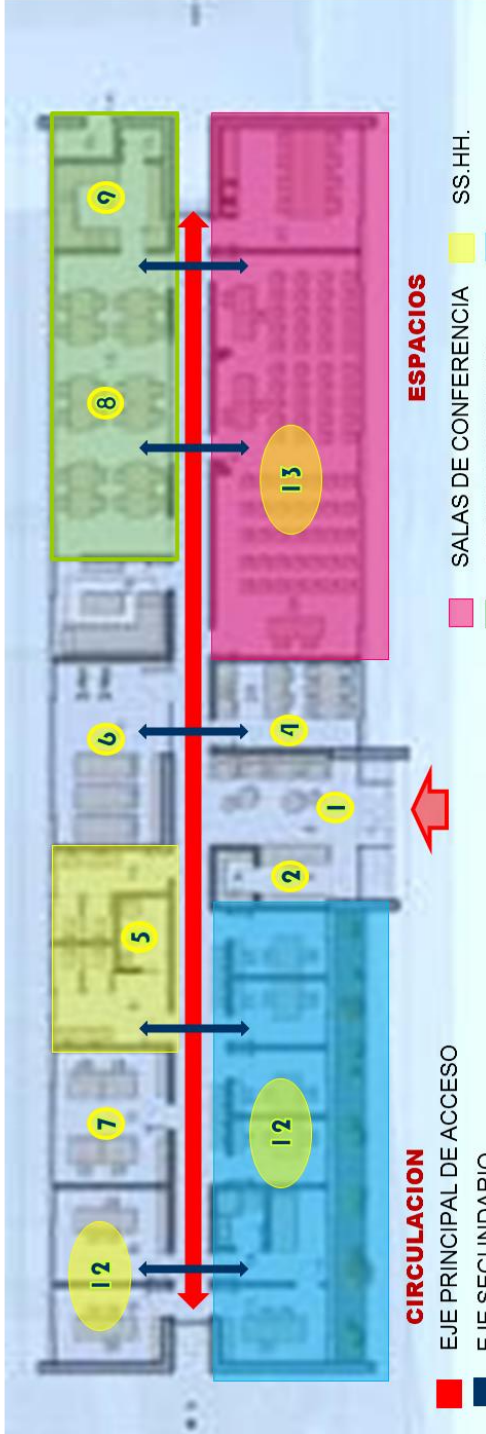 12
7
5
6
8
9
12
2
1
4
13
CIRCULACION
EJE PRINCIPAL DE ACCESO
EJE SECUNDARIO
ESPACIOS
SALAS DE CONFERENCIA
SS.HH.